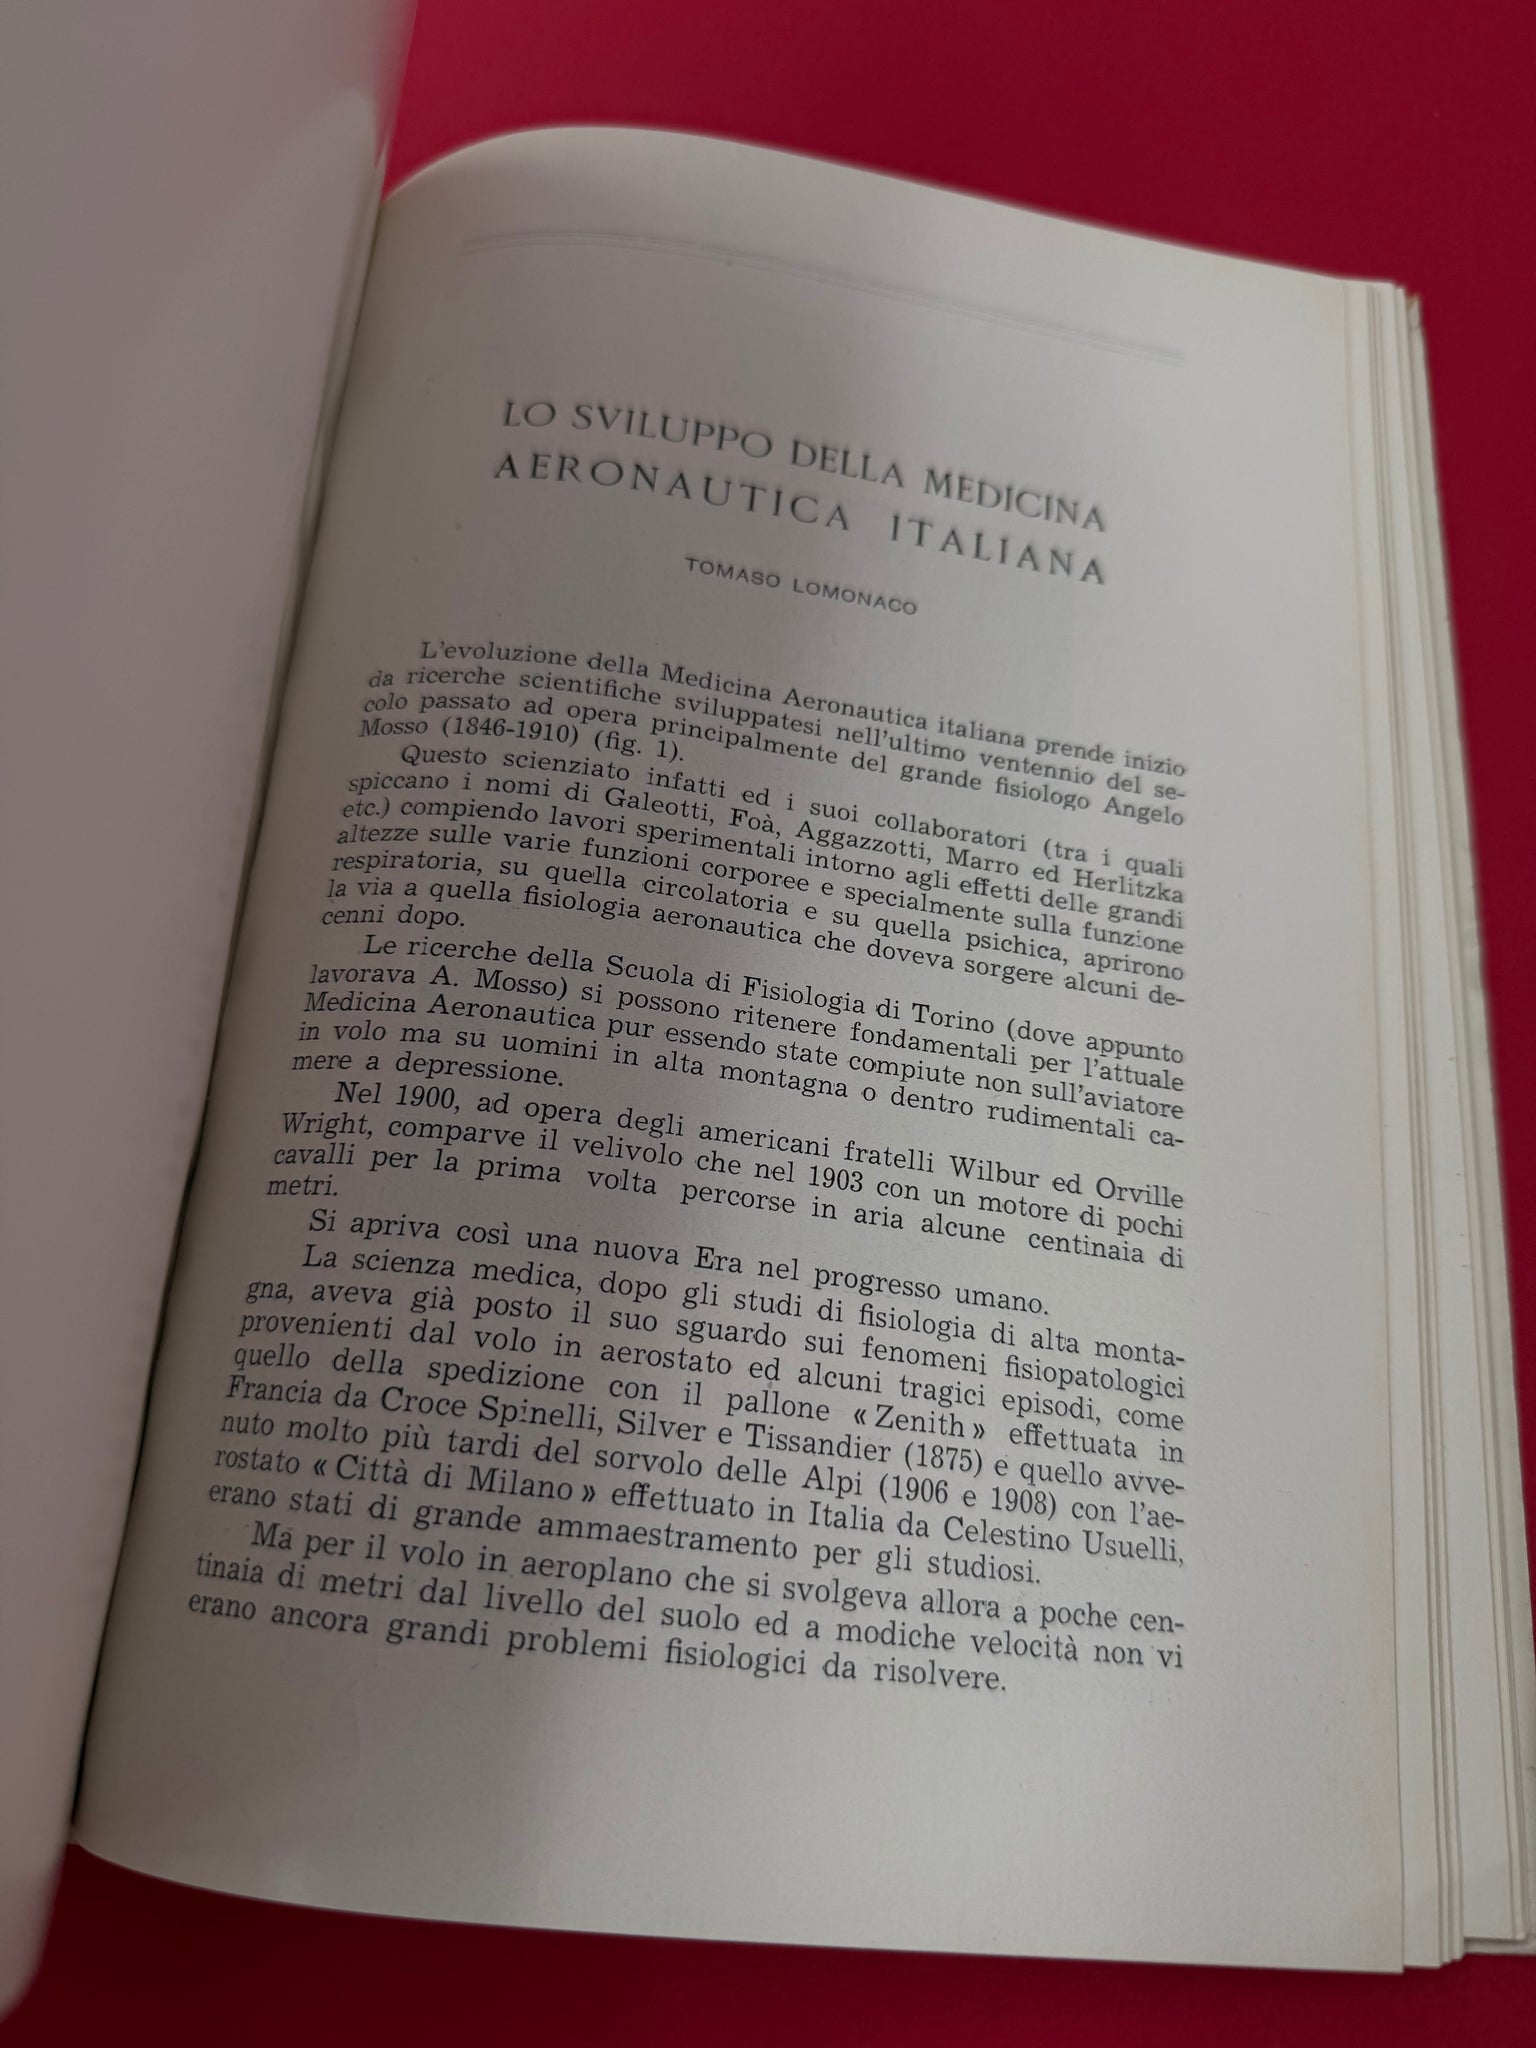 LO SVILUPPO DELLA MEDICINA
AERONAUTICA ITALIANA
TOMASO LOMONACO
L'evoluzione della Medicina Aeronautica italiana prende inizio
da ricerche scientifiche sviluppatesi nell'ultimo ventennio del se-
colo passato ad opera principalmente del grande fisiologo Angelo
Mosso (1846-1910) (fig. 1).
Questo scienziato infatti ed i suoi collaboratori (tra i quali
spiccano i nomi di Galeotti, Foà, Aggazzotti, Marro ed Herlitzka
etc.) compiendo lavori sperimentali intorno agli effetti delle grandi
altezze sulle varie funzioni corporee e specialmente sulla funzione
respiratoria, su quella circolatoria e su quella psichica, aprirono
la via a quella fisiologia aeronautica che doveva sorgere alcuni de-
cenni dopo.
Le ricerche della Scuola di Fisiologia di Torino (dove appunto
lavorava A. Mosso) si possono ritenere fondamentali per l'attuale
Medicina Aeronautica pur essendo state compiute non sull'aviatore
in volo ma su uomini in alta montagna o dentro rudimentali ca-
mere a depressione.
Nel 1900, ad opera degli americani fratelli Wilbur ed Orville
Wright, comparve il velivolo che nel 1903 con un motore di pochi
cavalli per la prima volta percorse in aria alcune centinaia di
metri.
Si apriva così una nuova Era nel progresso umano.
La scienza medica, dopo gli studi di fisiologia di alta monta-
gna, aveva già posto il suo sguardo sui fenomeni fisiopatologici
provenienti dal volo in aerostato ed alcuni tragici episodi, come
quello della spedizione con il pallone «Zenith» effettuata in
Francia da Croce Spinelli, Silver e Tissandier (1875) e quello avve-
nuto molto più tardi del sorvolo delle Alpi (1906 e 1908) con l'ae-
rostato «Città di Milano» effettuato in Italia da Celestino Usuelli,
erano stati di grande ammaestramento per gli studiosi.
Ma per il volo in aeroplano che si svolgeva allora a poche cen-
tinaia di metri dal livello del suolo ed a modiche velocità non vi
erano ancora grandi problemi fisiologici da risolvere.